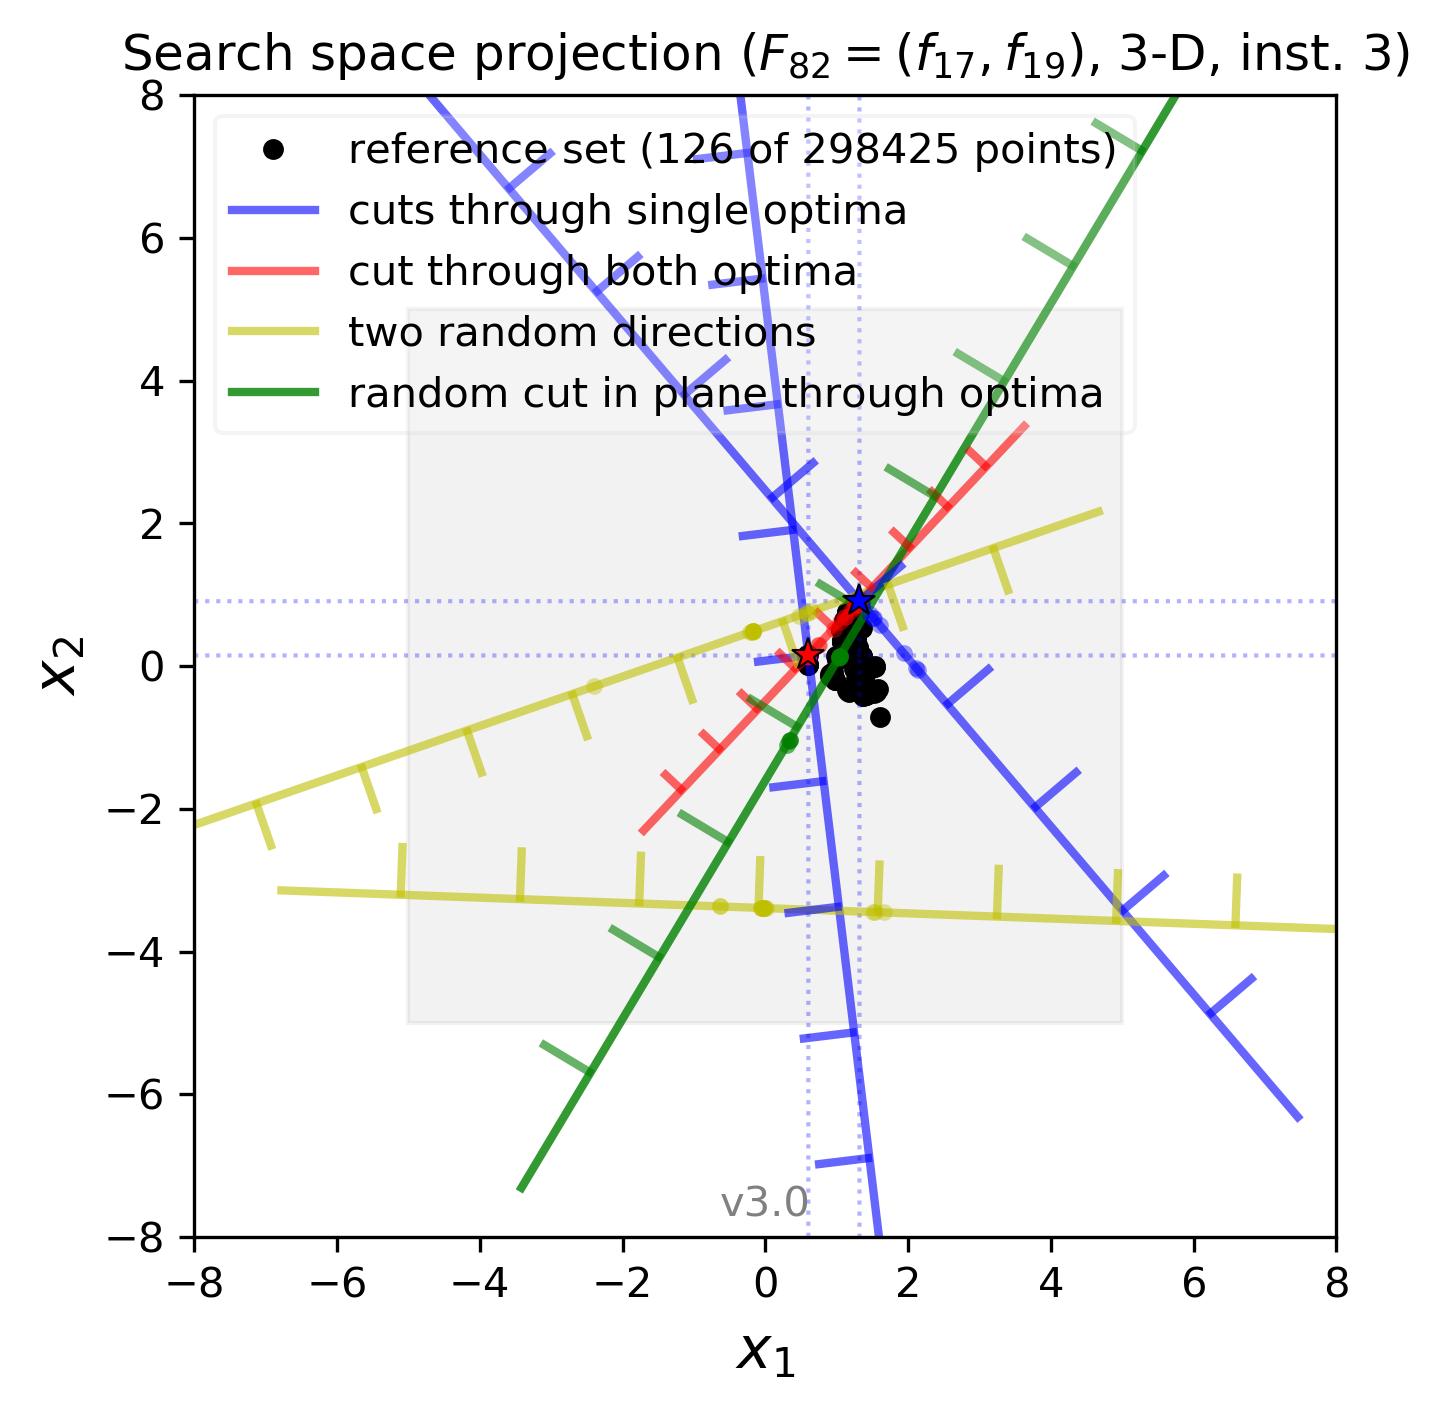 Search space projection (F₈₂ = (f₁₇, f₁₉), 3-D, inst. 3)
reference set (126 of 298425 points)
cuts through single optima
cut through both optima
two random directions
random cut in plane through optima
8
6
4
2
0
−2
−4
−6
−8
x₂
v3.0
−8 −6 −4 −2 0 2 4 6 8
x₁